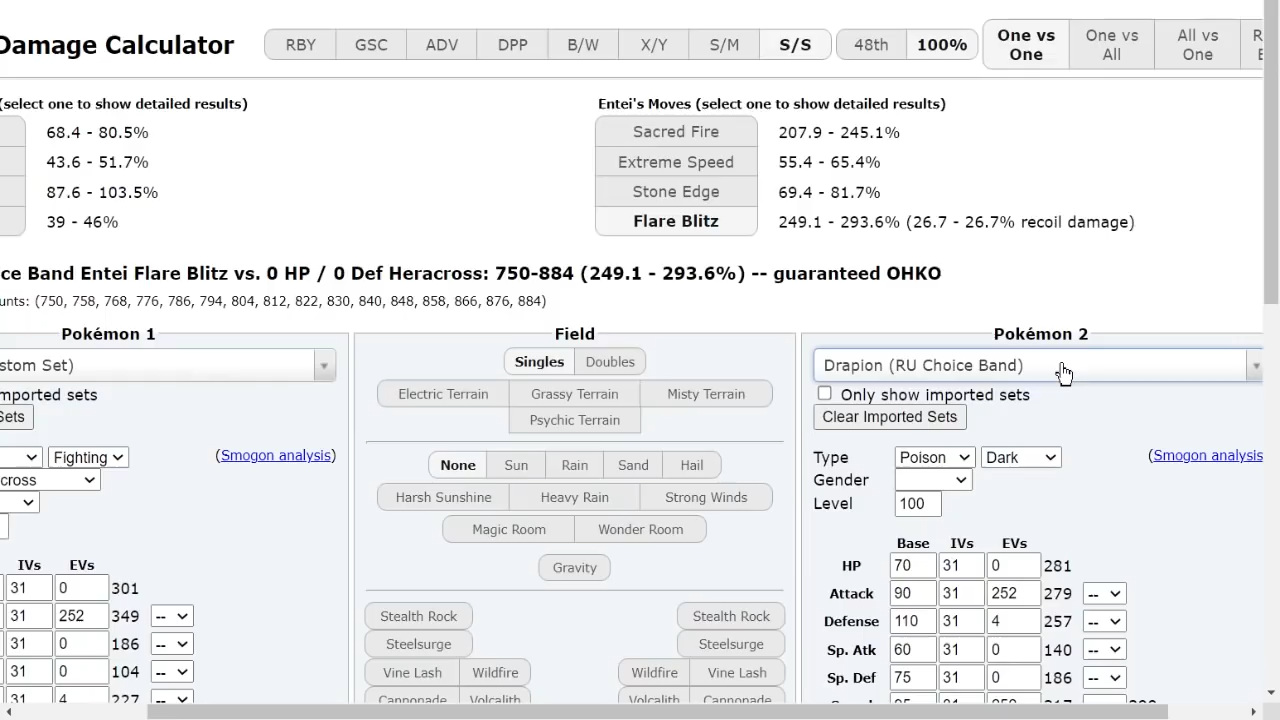 Damage Calculator
RBY GSC ADV DPP B/W X/Y S/M S/S 48th 100% One vs One One vs All All vs One
(select one to show detailed results)
Entei's Moves (select one to show detailed results)
68.4 - 80.5% Sacred Fire 207.9 - 245.1%
43.6 - 51.7% Extreme Speed 55.4 - 65.4%
87.6 - 103.5% Stone Edge 69.4 - 81.7%
39 - 46% Flare Blitz 249.1 - 293.6% (26.7 - 26.7% recoil damage)
ce Band Entei Flare Blitz vs. 0 HP / 0 Def Heracross: 750-884 (249.1 - 293.6%) -- guaranteed OHKO
unts: (750, 758, 768, 776, 786, 794, 804, 812, 822, 830, 840, 848, 858, 866, 876, 884)
Pokémon 1
stom Set)
mported sets
Sets
Fighting (Smogon analysis)
cross
IVs EVs
31 0 301
31 252 349 --
31 0 186 --
31 0 104 --
31 4 227 --
Field
Singles Doubles
Electric Terrain Grassy Terrain Misty Terrain
Psychic Terrain
None Sun Rain Sand Hail
Harsh Sunshine Heavy Rain Strong Winds
Magic Room Wonder Room
Gravity
Stealth Rock Stealth Rock
Steelsurge Steelsurge
Vine Lash Wildfire Wildfire Vine Lash
Cannonade Volcalith Volcalith Cannonade
Pokémon 2
Drapion (RU Choice Band)
Only show imported sets
Clear Imported Sets
Type Poison Dark (Smogon analysis)
Gender
Level 100
Base IVs EVs
HP 70 31 0 281
Attack 90 31 252 279 --
Defense 110 31 4 257 --
Sp. Atk 60 31 0 140 --
Sp. Def 75 31 0 186 --